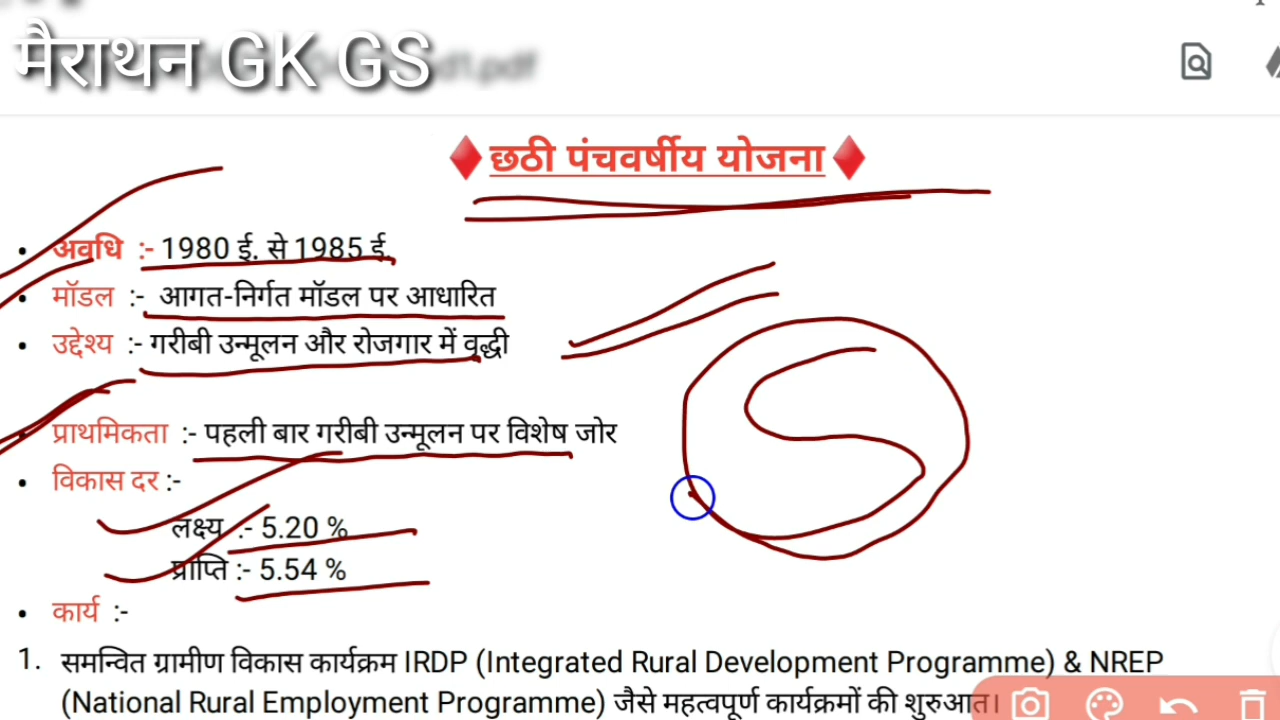 मैराथन GK GS d1.pdf
छठी पंचवर्षीय योजना
• अवधि :- 1980 ई. से 1985 ई.
• मॉडल :- आगत-निर्गत मॉडल पर आधारित
• उद्देश्य :- गरीबी उन्मूलन और रोजगार में वृद्धी
• प्राथमिकता :- पहली बार गरीबी उन्मूलन पर विशेष जोर
• विकास दर :-
लक्ष्य :- 5.20 %
प्राप्ति :- 5.54 %
• कार्य :-
1. समन्वित ग्रामीण विकास कार्यक्रम IRDP (Integrated Rural Development Programme) & NREP
(National Rural Employment Programme) जैसे महत्वपूर्ण कार्यक्रमों की शुरुआत।